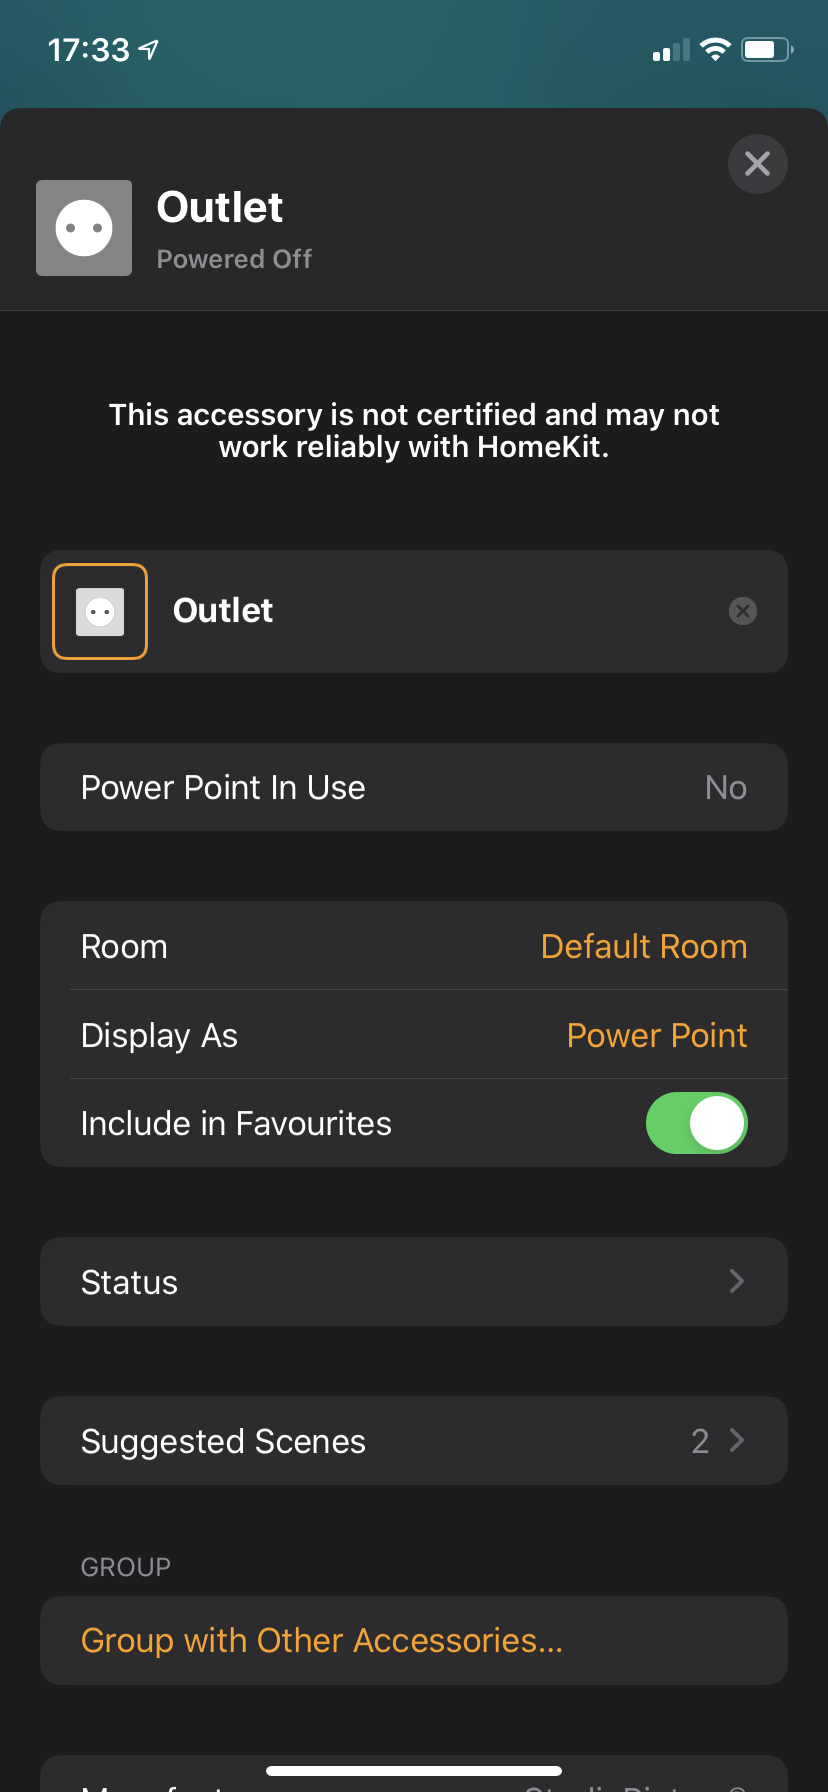 17:33
Outlet
Powered Off
This accessory is not certified and may not
work reliably with HomeKit.
Outlet
Power Point In Use No
Room Default Room
Display As Power Point
Include in Favourites
Status
Suggested Scenes 2
GROUP
Group with Other Accessories...